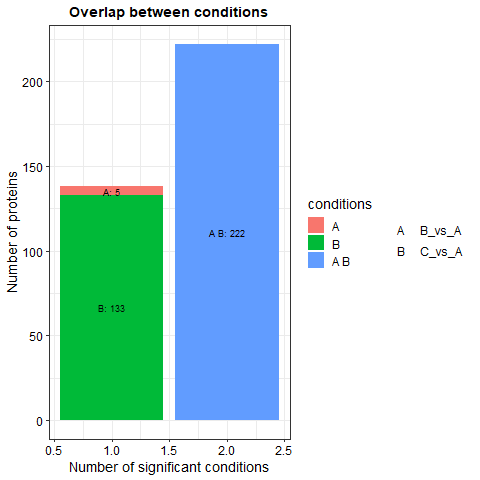 Overlap between conditions
Number of proteins
200
150
100
50
0
A: 5
B: 133
A B: 222
0.5 1.0 1.5 2.0 2.5
Number of significant conditions
conditions
A
B
A B
A B_vs_A
B C_vs_A